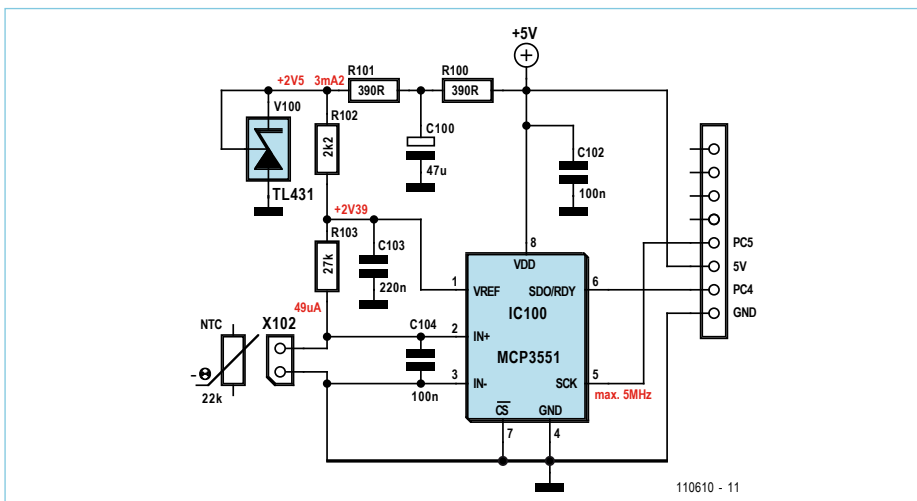 +5V
+2V5
3mA2
R101
390R
R100
390R
V100
R102
2k2
C100
47u
C102
100n
TL431
+2V39
R103
27k
C103
220n
49uA
8
VDD
1
VREF
SDO/RDY
6
PC5
5V
PC4
GND
IC100
NTC
X102
C104
2
IN+
MCP3551
3
IN-
SCK
5
-
22k
100n
max. 5MHz
CS
GND
7
4
110610 - 11